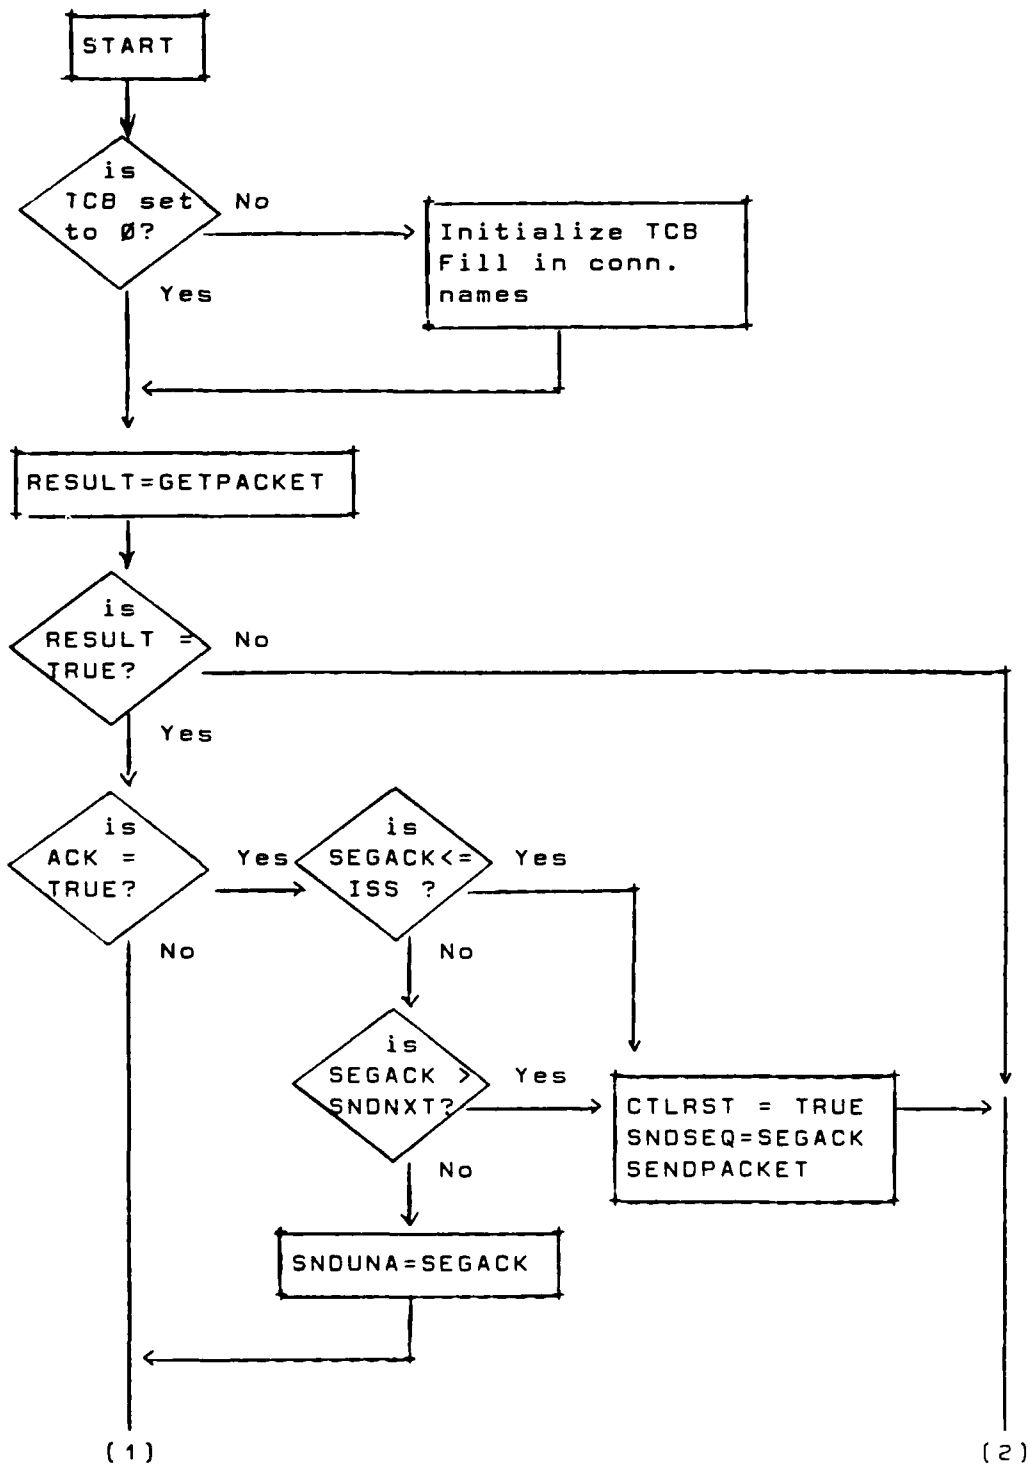 START
is
TCB set
to Ø?
No
Yes
Initialize TCB
Fill in conn.
names
RESULT=GETPACKET
is
RESULT =
TRUE?
No
Yes
is
ACK =
TRUE?
Yes
No
is
SEGACK<=
ISS ?
Yes
No
is
SEGACK >
SNDNXT?
Yes
No
CTLRST = TRUE
SNDSEQ=SEGACK
SENDPACKET
SNDUNA=SEGACK
(1)
(2)